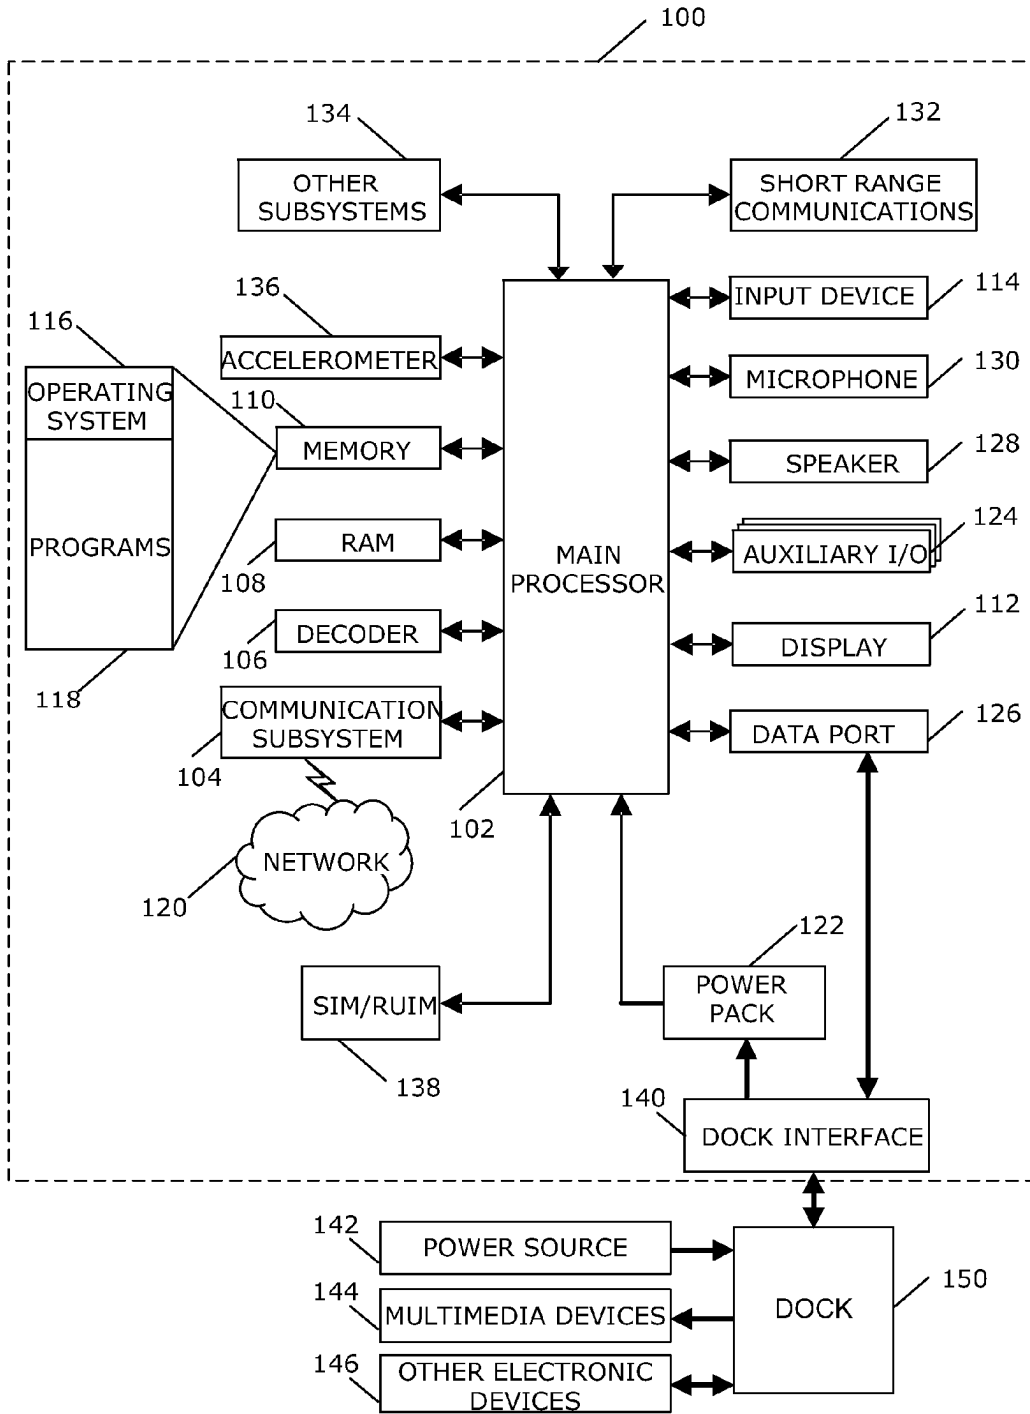 100
134
132
OTHER
SUBSYSTEMS
SHORT RANGE
COMMUNICATIONS
136
INPUT DEVICE
114
116
ACCELEROMETER
OPERATING
SYSTEM
110
MICROPHONE
130
MEMORY
SPEAKER
128
PROGRAMS
RAM
108
MAIN
PROCESSOR
AUXILIARY I/O
124
DECODER
106
DISPLAY
112
118
COMMUNICATION
SUBSYSTEM
104
DATA PORT
126
102
NETWORK
120
122
POWER
PACK
SIM/RUIM
138
140
DOCK INTERFACE
142
POWER SOURCE
144
MULTIMEDIA DEVICES
DOCK
150
146
OTHER ELECTRONIC
DEVICES